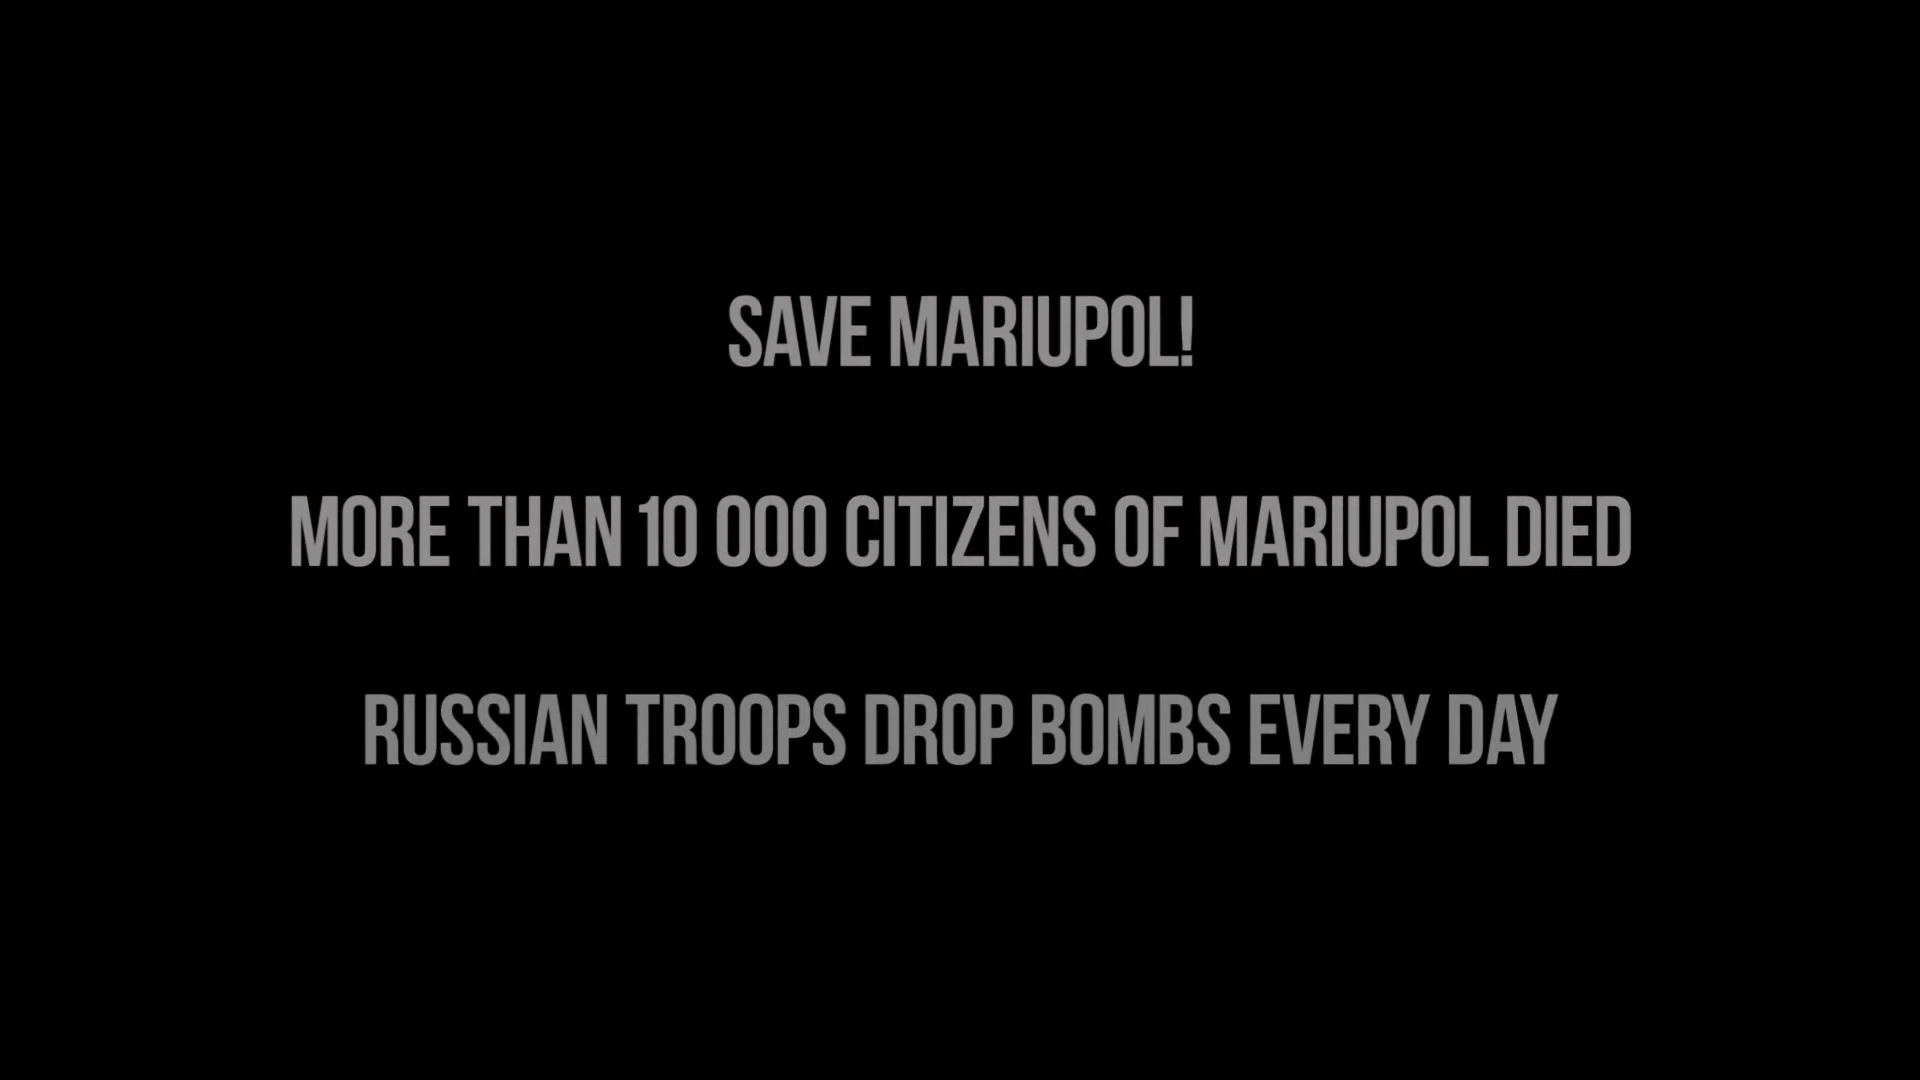 SAVE MARIUPOL!
MORE THAN 10 000 CITIZENS OF MARIUPOL DIED
RUSSIAN TROOPS DROP BOMBS EVERY DAY